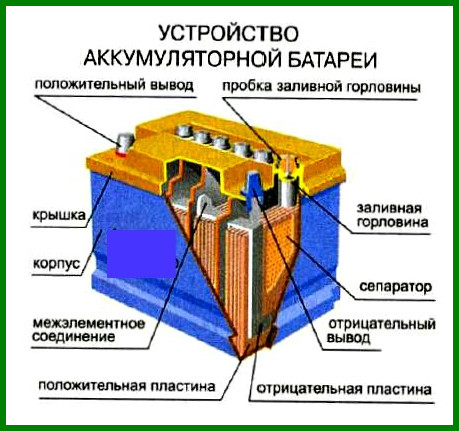 УСТРОЙСТВО
АККУМУЛЯТОРНОЙ БАТАРЕИ
положительный вывод
пробка заливной горловины
крышка
заливная
горловина
корпус
сепаратор
межэлементное
соединение
отрицательный
вывод
положительная пластина
отрицательная пластина